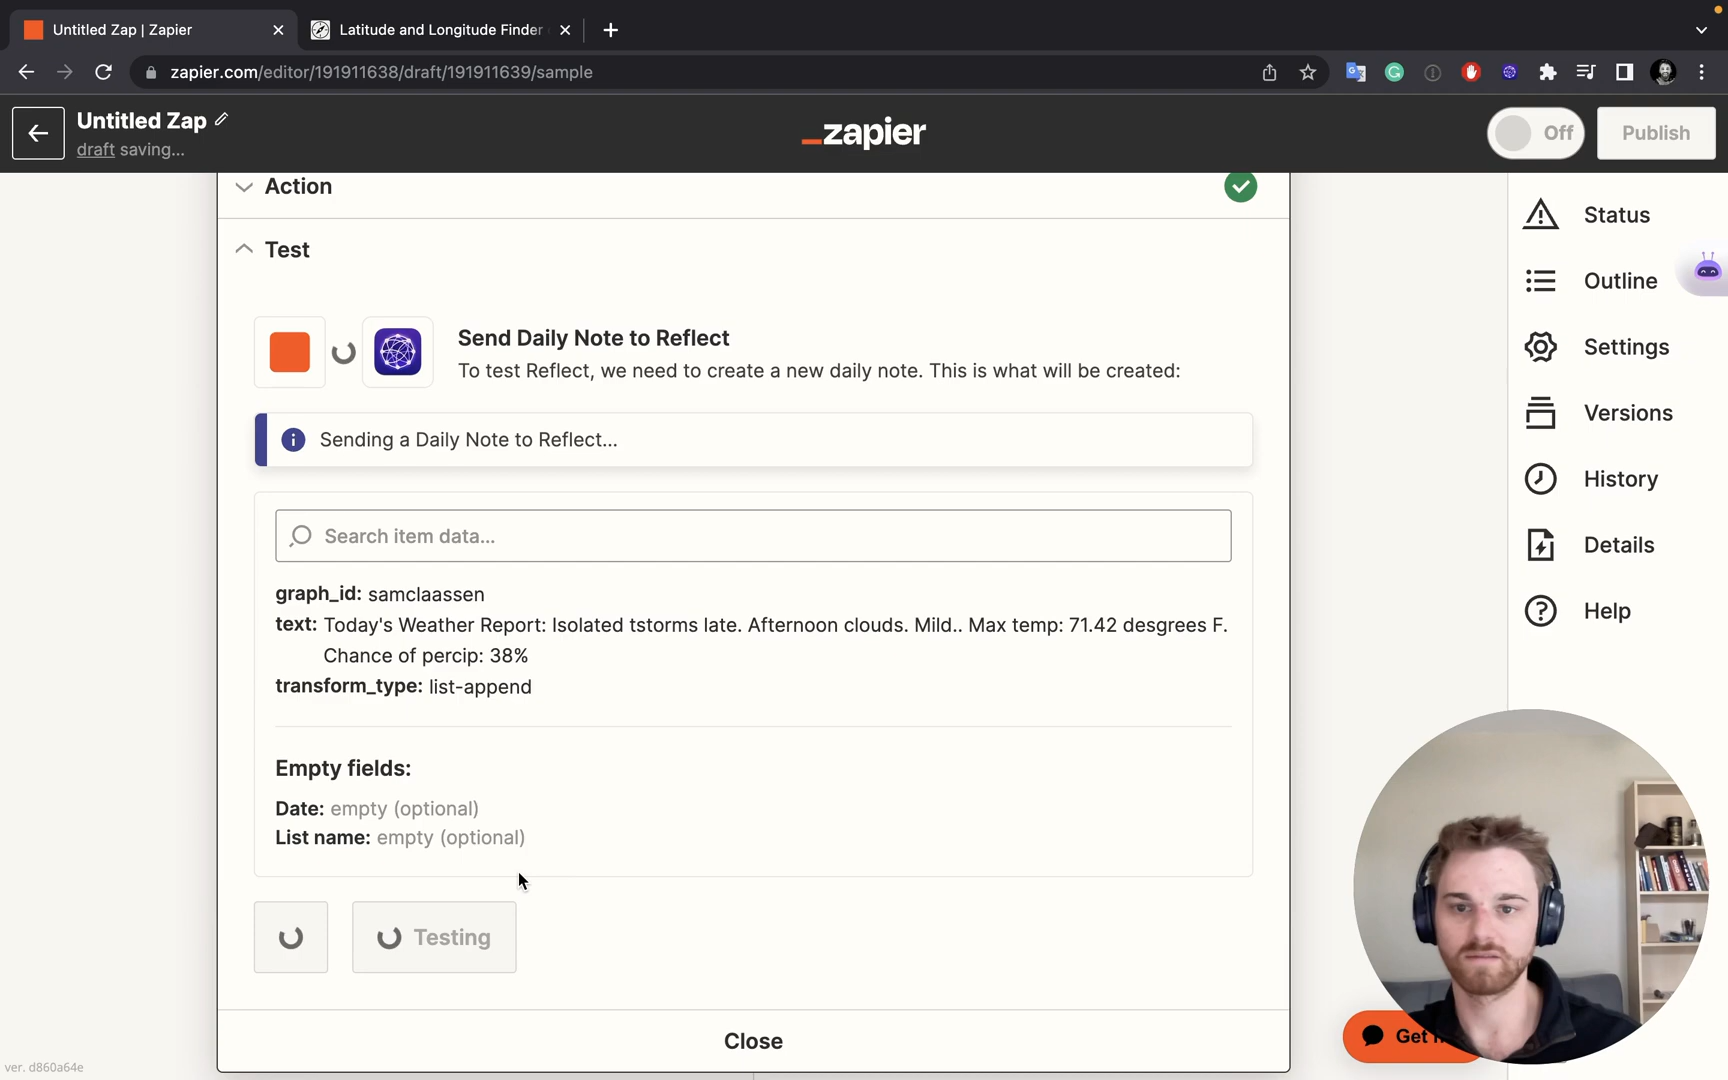 Untitled Zap | Zapier
Latitude and Longitude Finder
zapier.com/editor/191911638/draft/191911639/sample
Untitled Zap
draft saving...
_zapier
Off
Publish
Action
Test
Send Daily Note to Reflect
To test Reflect, we need to create a new daily note. This is what will be created:
Sending a Daily Note to Reflect...
Search item data...
graph_id: samclaassen
text: Today's Weather Report: Isolated tstorms late. Afternoon clouds. Mild.. Max temp: 71.42 desgrees F.
Chance of percip: 38%
transform_type: list-append
Empty fields:
Date: empty (optional)
List name: empty (optional)
Testing
Close
Status
Outline
Settings
Versions
History
Details
Help
Get
ver. d860a64e